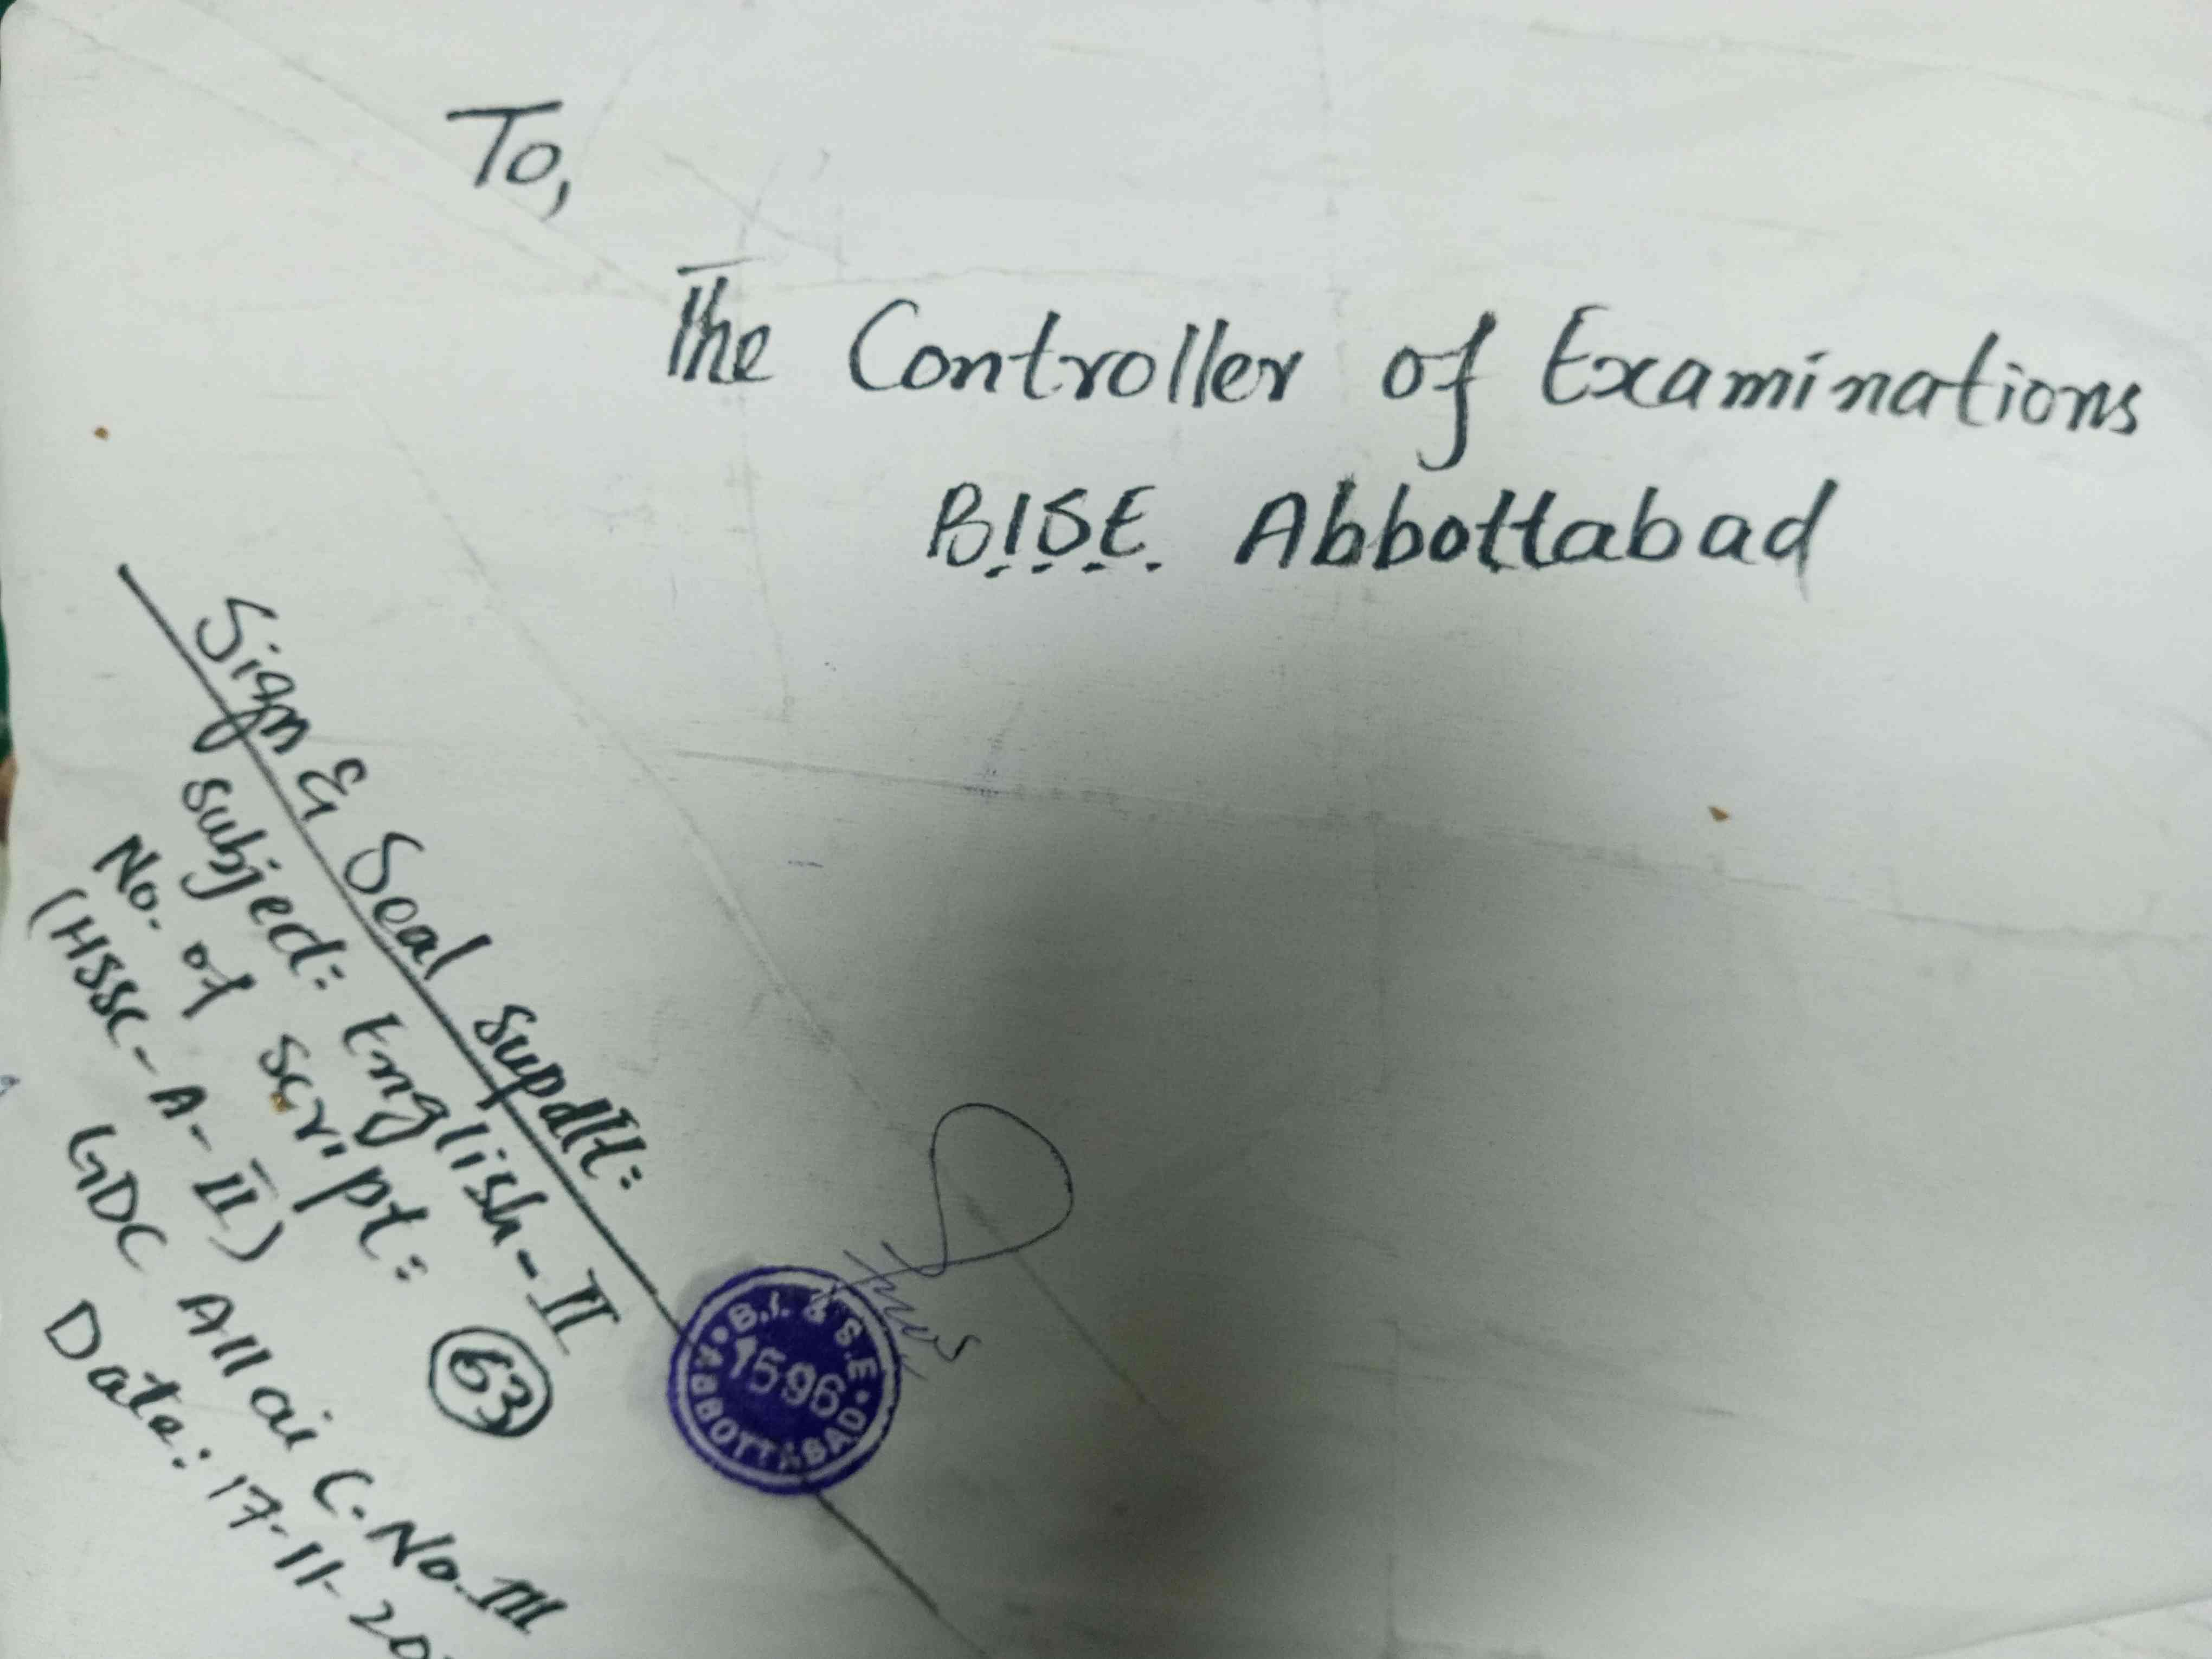 To,
The Controller of Examinations
B.I.S.E. Abbottabad
Sign & Seal supdtt:
Subject: English-II
No. of script: 63
(HSSC-A-II)
GDC Allai C.No.III
Date: 17-11-20
B.I. & S.E
1596
ABBOTTABAD